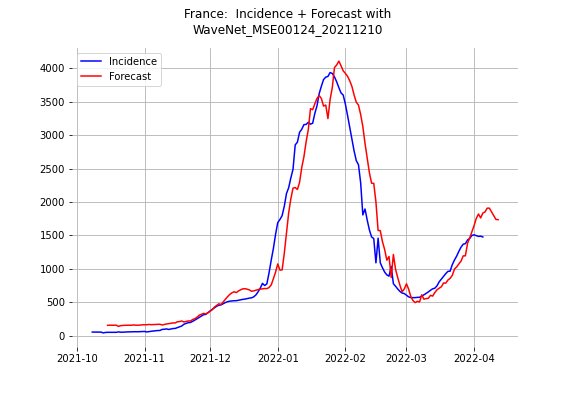 France:  Incidence + Forecast with
WaveNet_MSE00124_20211210
Incidence
Forecast
4000
3500
3000
2500
2000
1500
1000
500
0
2021-10 2021-11 2021-12 2022-01 2022-02 2022-03 2022-04